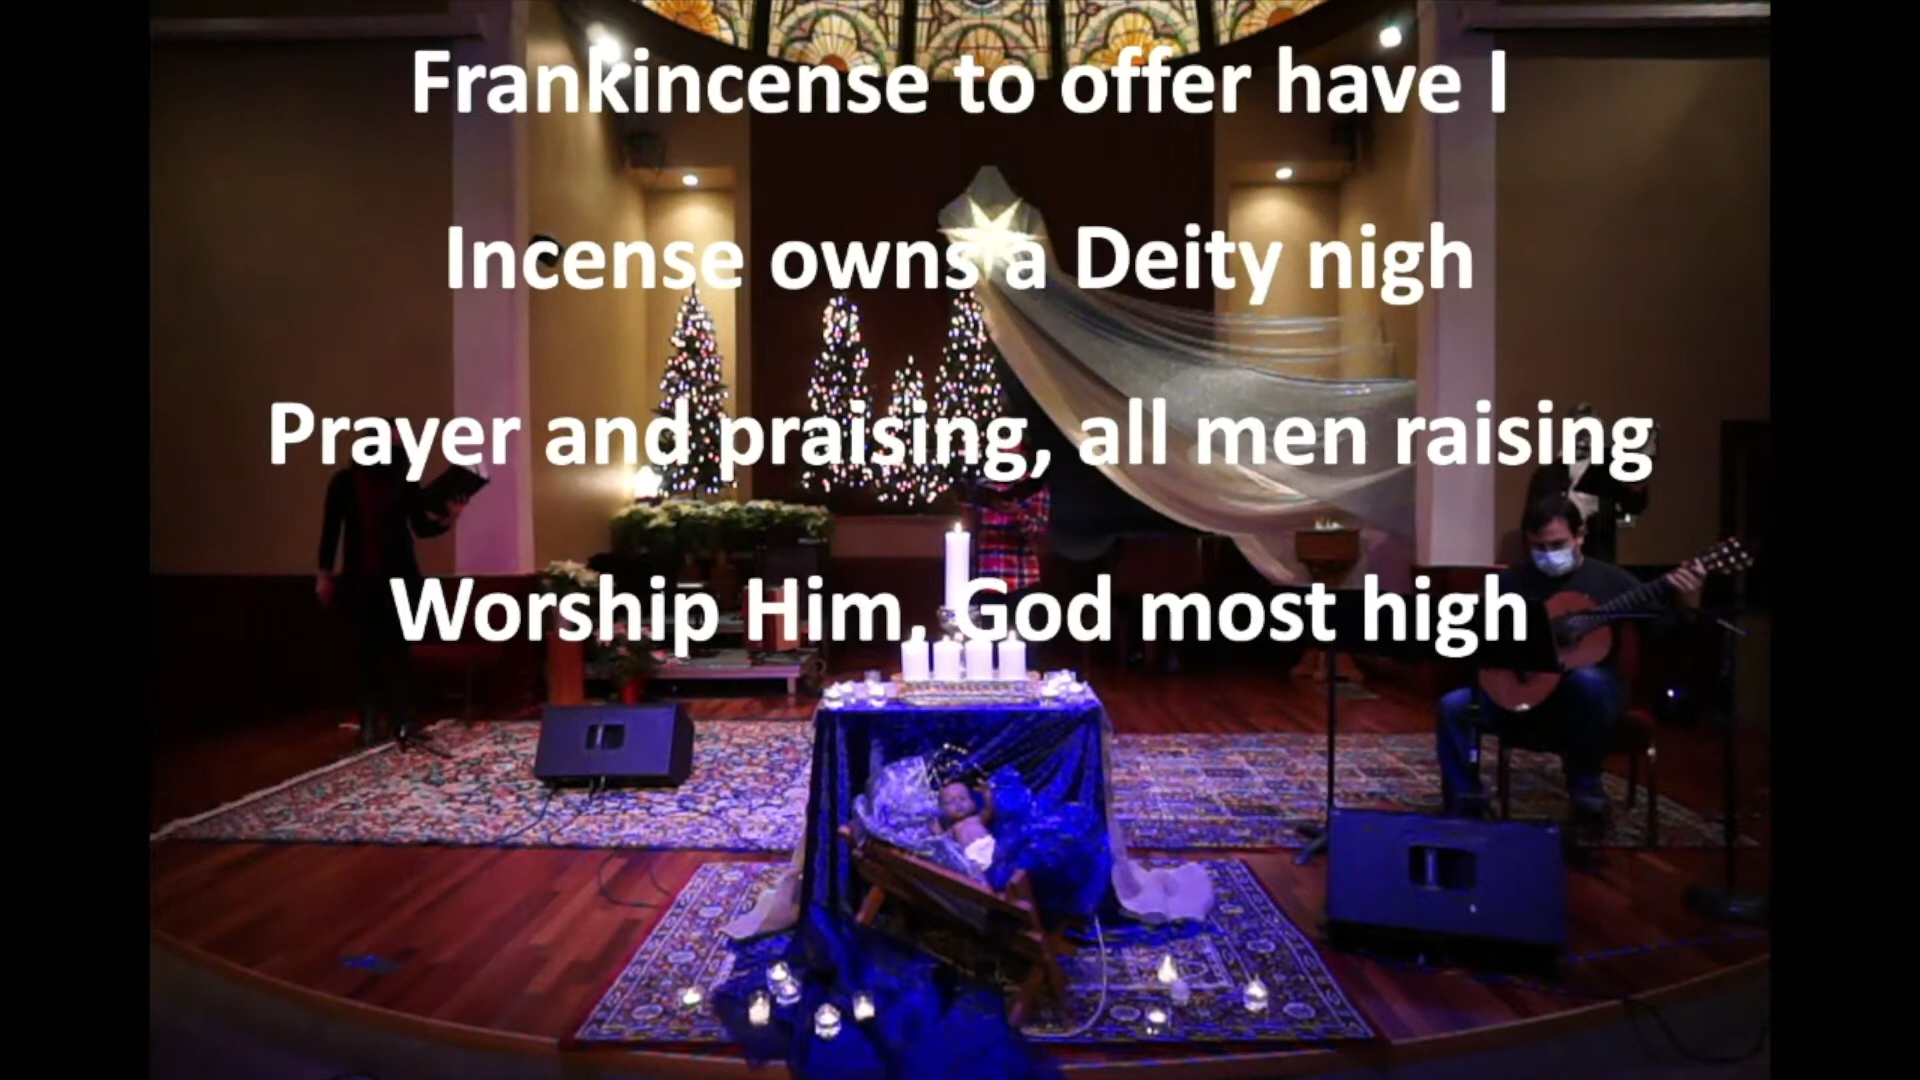 Frankincense to offer have I
Incense owns a Deity nigh
Prayer and praising, all men raising
Worship Him, God most high